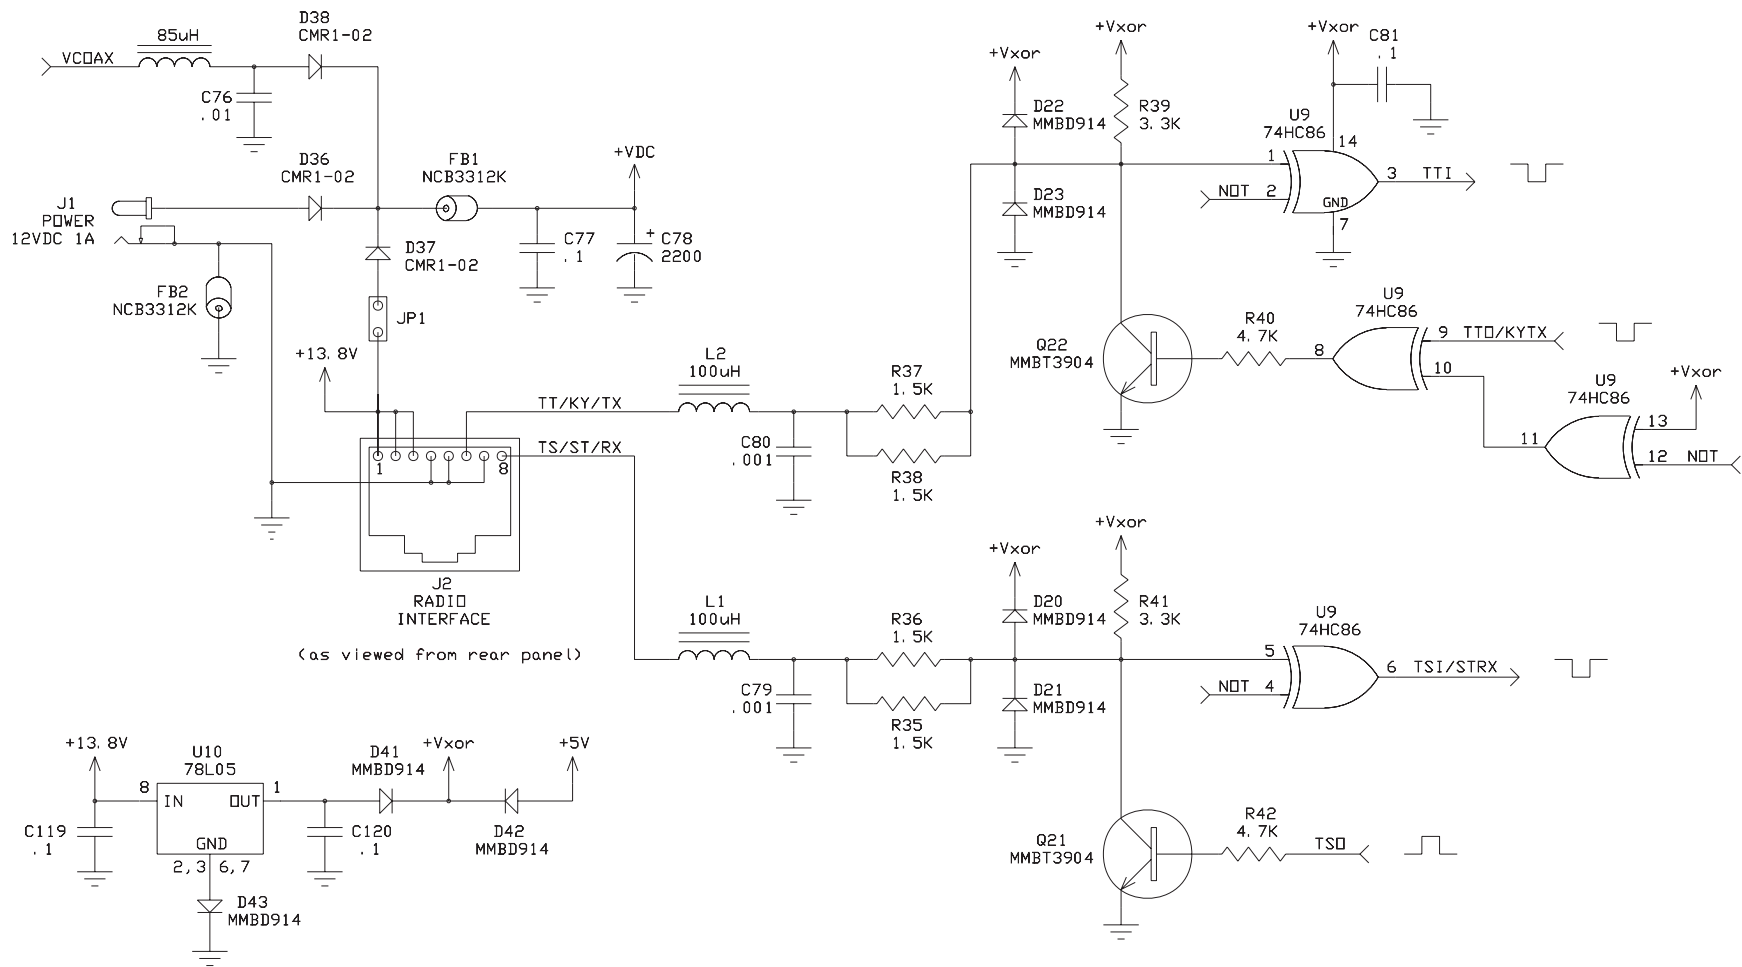 85uH
VCOAX
D38
CMR1-02
C76
.01
D36
CMR1-02
J1
POWER
12VDC 1A
FB1
NCB3312K
+VDC
C77
.1
+
C78
2200
FB2
NCB3312K
D37
CMR1-02
JP1
+13.8V
TT/KY/TX
TS/ST/RX
1
8
J2
RADIO
INTERFACE
(as viewed from rear panel)
L2
100uH
C80
.001
R37
1.5K
R38
1.5K
+Vxor
D22
MMBD914
D23
MMBD914
+Vxor
R39
3.3K
+Vxor
C81
.1
U9
74HC86
14
1
NOT 2
3 TTI
GND
7
Q22
MMBT3904
R40
4.7K
U9
74HC86
8
9 TTO/KYTX
10
U9
74HC86
+Vxor
11
13
12 NOT
L1
100uH
C79
.001
R36
1.5K
R35
1.5K
+Vxor
D20
MMBD914
D21
MMBD914
+Vxor
R41
3.3K
U9
74HC86
5
NOT 4
6 TSI/STRX
Q21
MMBT3904
R42
4.7K
TSO
+13.8V
C119
.1
U10
78L05
8
IN
OUT
1
GND
2,3 6,7
D43
MMBD914
C120
.1
D41
MMBD914
+Vxor
+5V
D42
MMBD914